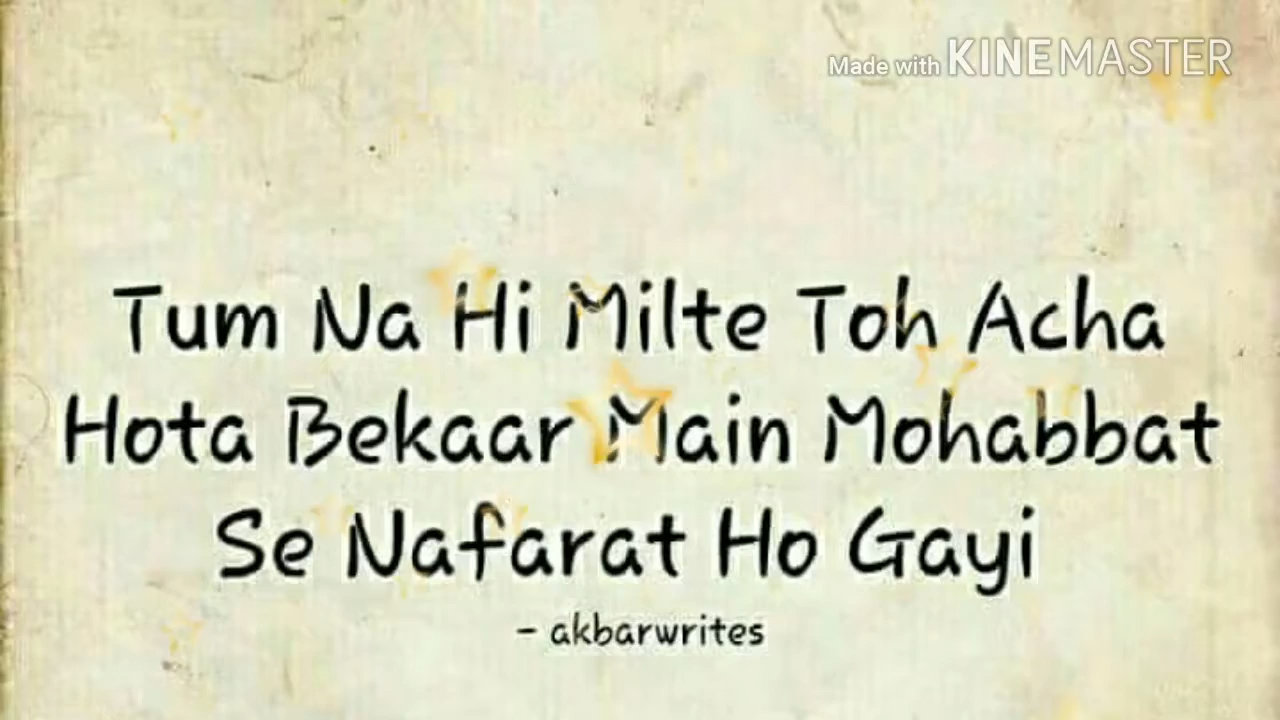 Made with KINEMASTER
Tum Na Hi Milte Toh Acha
Hota Bekaar Main Mohabbat
Se Nafarat Ho Gayi
- akbarwrites